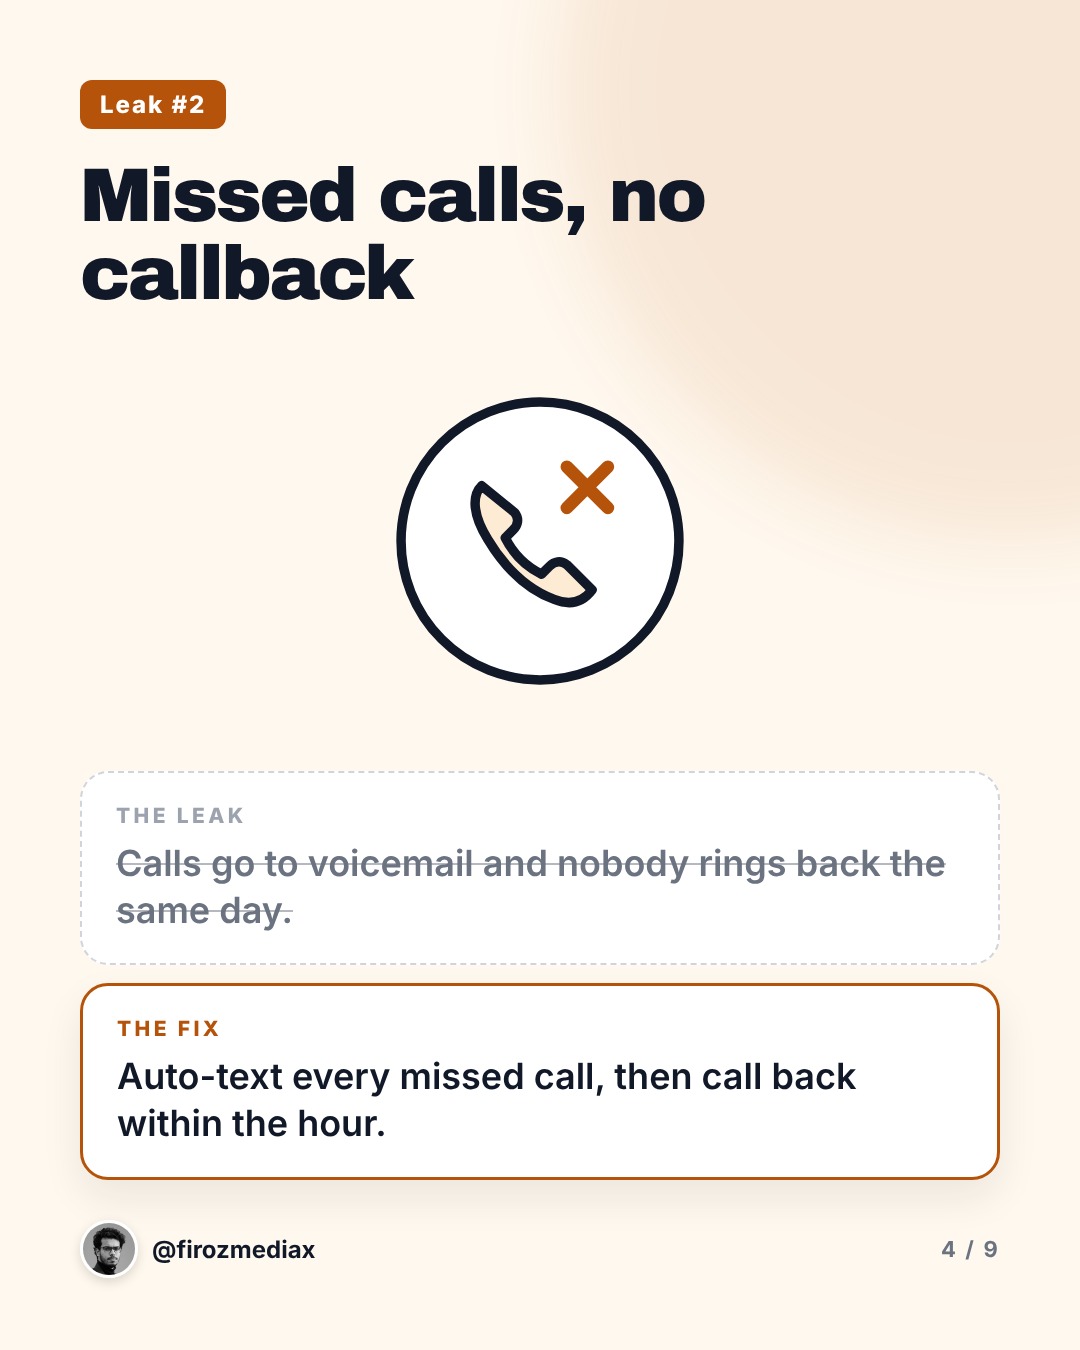 Leak #2
Missed calls, no
callback
THE LEAK
Calls go to voicemail and nobody rings back the
same day.
THE FIX
Auto-text every missed call, then call back
within the hour.
@firozmediax
4 / 9